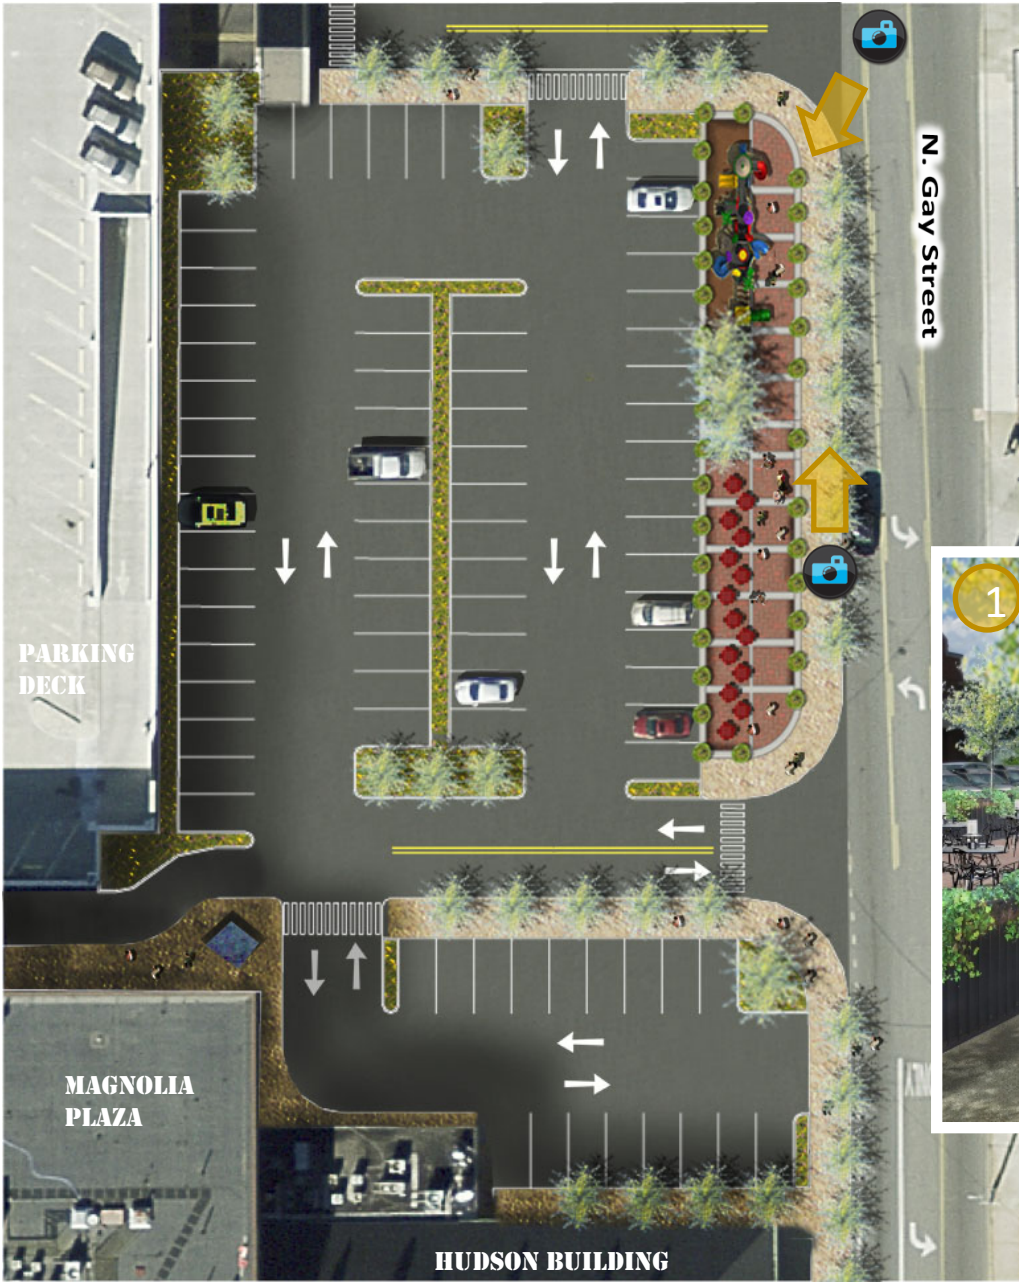 N. Gay Street
1
PARKING
DECK
MAGNOLIA
PLAZA
HUDSON BUILDING